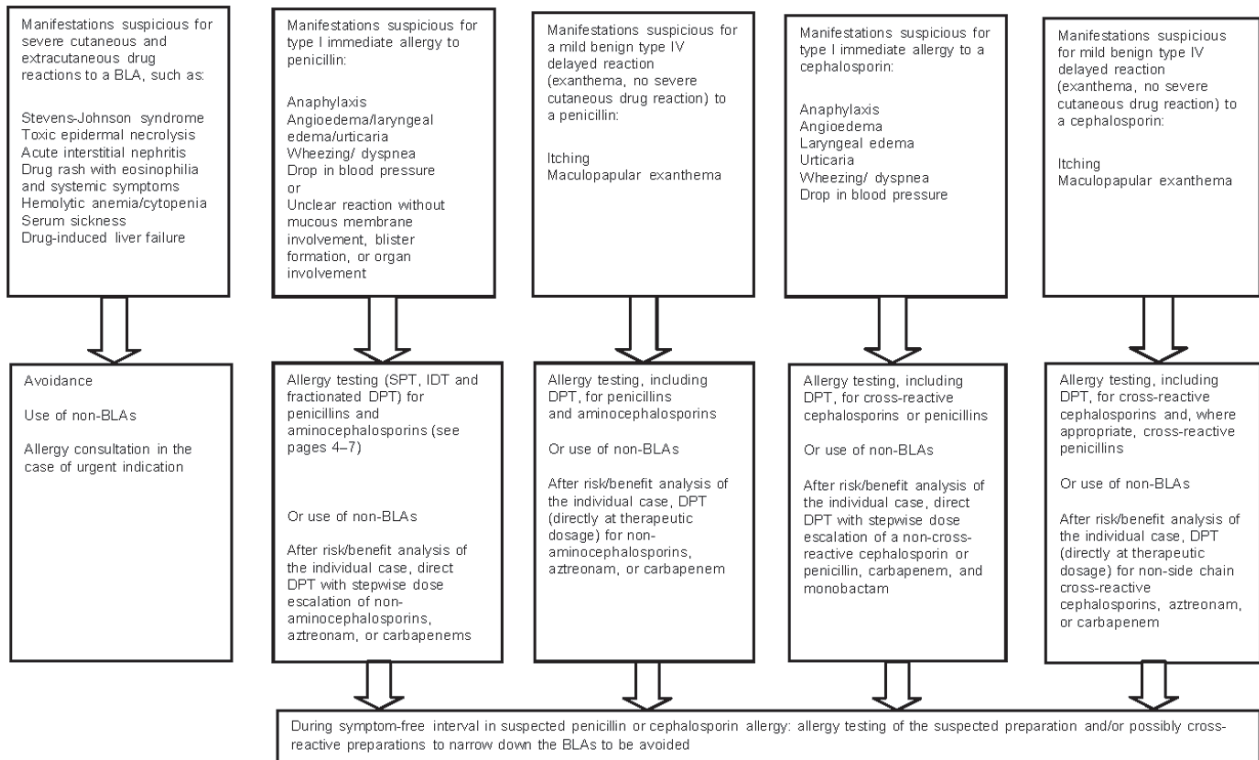 Manifestations suspicious for
severe cutaneous and
extracutaneous drug
reactions to a BLA, such as:
Stevens-Johnson syndrome
Toxic epidermal necrolysis
Acute interstitial nephritis
Drug rash with eosinophilia
and systemic symptoms
Hemolytic anemia/cytopenia
Serum sickness
Drug-induced liver failure
Manifestations suspicious for
type I immediate allergy to
penicillin:
Anaphylaxis
Angioedema/laryngeal
edema/urticaria
Wheezing/ dyspnea
Drop in blood pressure
or
Unclear reaction without
mucous membrane
involvement, blister
formation, or organ
involvement
Manifestations suspicious for
a mild benign type IV
delayed reaction
(exanthema, no severe
cutaneous drug reaction) to
a penicillin:
Itching
Maculopapular exanthema
Manifestations suspicious for
type I immediate allergy to a
cephalosporin:
Anaphylaxis
Angioedema
Laryngeal edema
Urticaria
Wheezing/ dyspnea
Drop in blood pressure
Manifestations suspicious
for mild benign type IV
delayed reaction
(exanthema, no severe
cutaneous drug reaction) to
a cephalosporin:
Itching
Maculopapular exanthema
Avoidance
Use of non-BLAs
Allergy consultation in the
case of urgent indication
Allergy testing (SPT, IDT and
fractionated DPT) for
penicillins and
aminocephalosporins (see
pages 4–7)
Or use of non-BLAs
After risk/benefit analysis of
the individual case, direct
DPT with stepwise dose
escalation of non-
aminocephalosporins,
aztreonam, or carbapenems
Allergy testing, including
DPT, for penicillins
and aminocephalosporins
Or use of non-BLAs
After risk/benefit analysis of
the individual case, DPT
(directly at therapeutic
dosage) for non-
aminocephalosporins,
aztreonam, or carbapenem
Allergy testing, including
DPT, for cross-reactive
cephalosporins or penicillins
Or use of non-BLAs
After risk/benefit analysis of
the individual case, direct
DPT with stepwise dose
escalation of a non-cross-
reactive cephalosporin or
penicillin, carbapenem, and
monobactam
Allergy testing, including
DPT, for cross-reactive
cephalosporins and, where
appropriate, cross-reactive
penicillins
Or use of non-BLAs
After risk/benefit analysis of
the individual case, DPT
(directly at therapeutic
dosage) for non-side chain
cross-reactive
cephalosporins, aztreonam,
or carbapenem
During symptom-free interval in suspected penicillin or cephalosporin allergy: allergy testing of the suspected preparation and/or possibly cross-
reactive preparations to narrow down the BLAs to be avoided